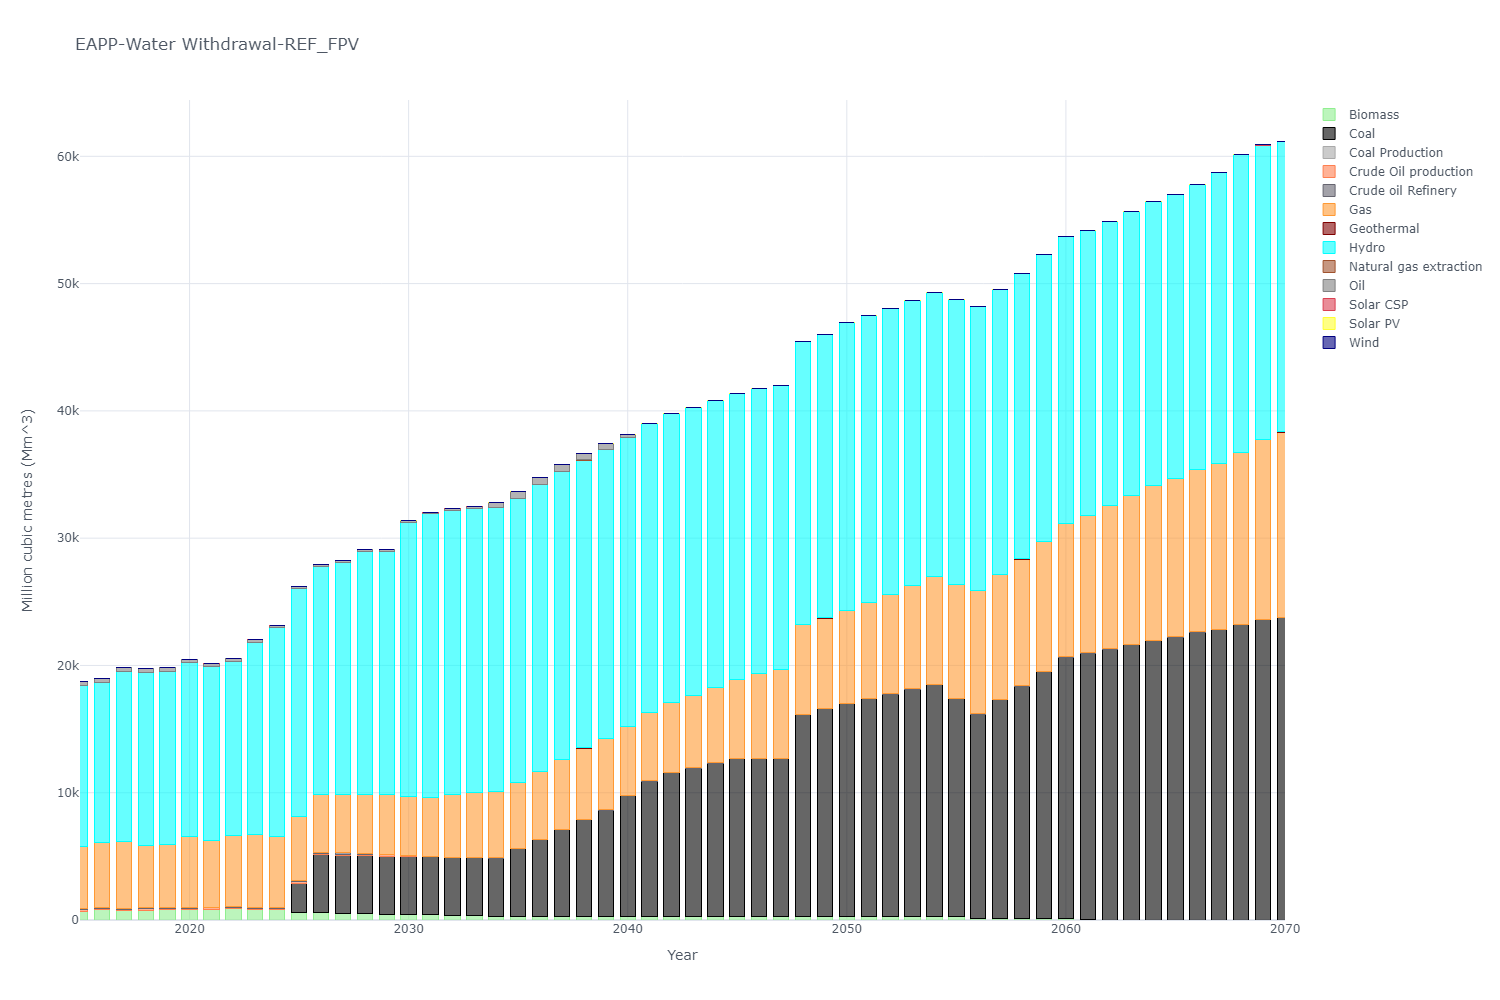 EAPP-Water Withdrawal-REF_FPV
Biomass
Coal
Coal Production
Crude Oil production
Crude oil Refinery
Gas
Geothermal
Hydro
Natural gas extraction
Oil
Solar CSP
Solar PV
Wind
60k
50k
40k
30k
20k
10k
0
Million cubic metres (Mm^3)
2020
2030
2040
2050
2060
2070
Year